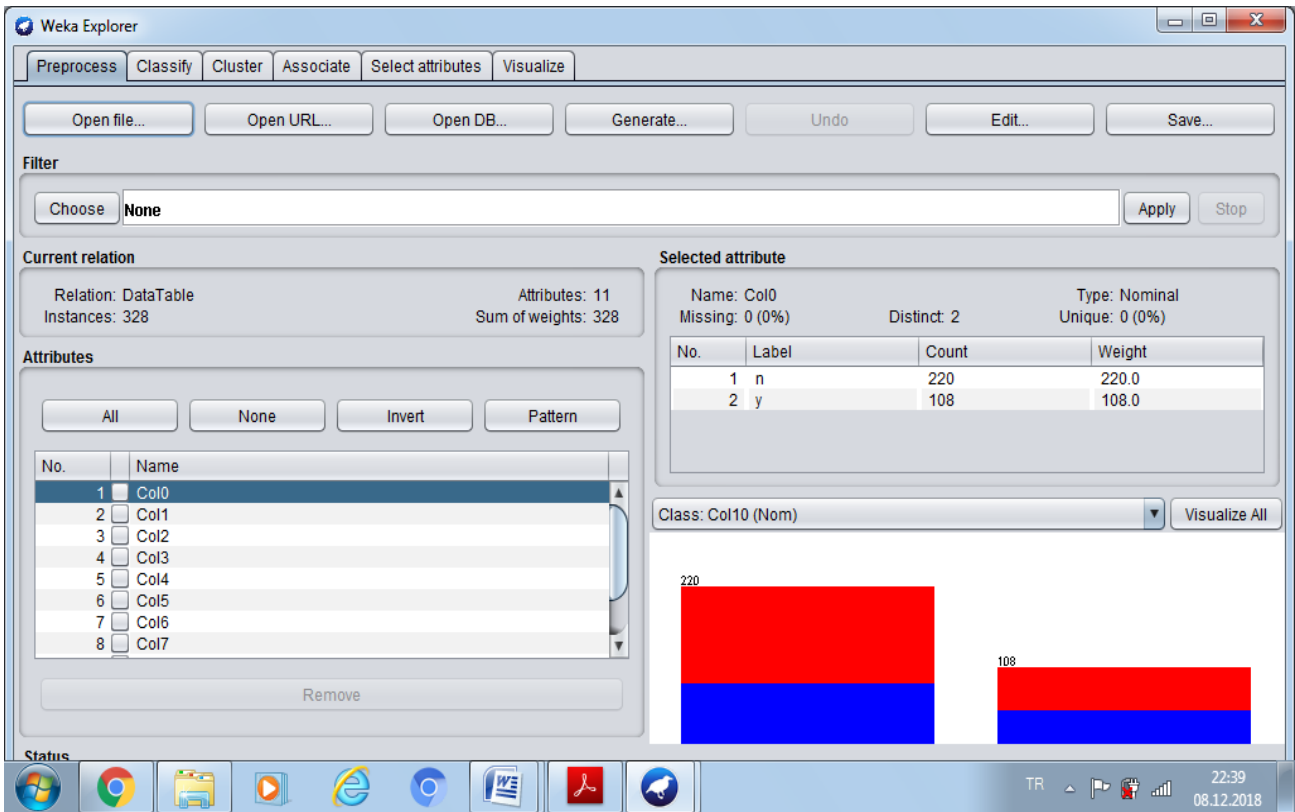 Weka Explorer
Preprocess Classify Cluster Associate Select attributes Visualize
Open file... Open URL... Open DB... Generate... Undo Edit... Save...
Filter
Choose None Apply Stop
Current relation
Relation: DataTable Attributes: 11
Instances: 328 Sum of weights: 328
Attributes
All None Invert Pattern
No. Name
1 Col0
2 Col1
3 Col2
4 Col3
5 Col4
6 Col5
7 Col6
8 Col7
Remove
Selected attribute
Name: Col0 Type: Nominal
Missing: 0 (0%) Distinct: 2 Unique: 0 (0%)
No. Label Count Weight
1 n 220 220.0
2 y 108 108.0
Class: Col10 (Nom) Visualize All
220
108
Status
TR 22:39
08.12.2018